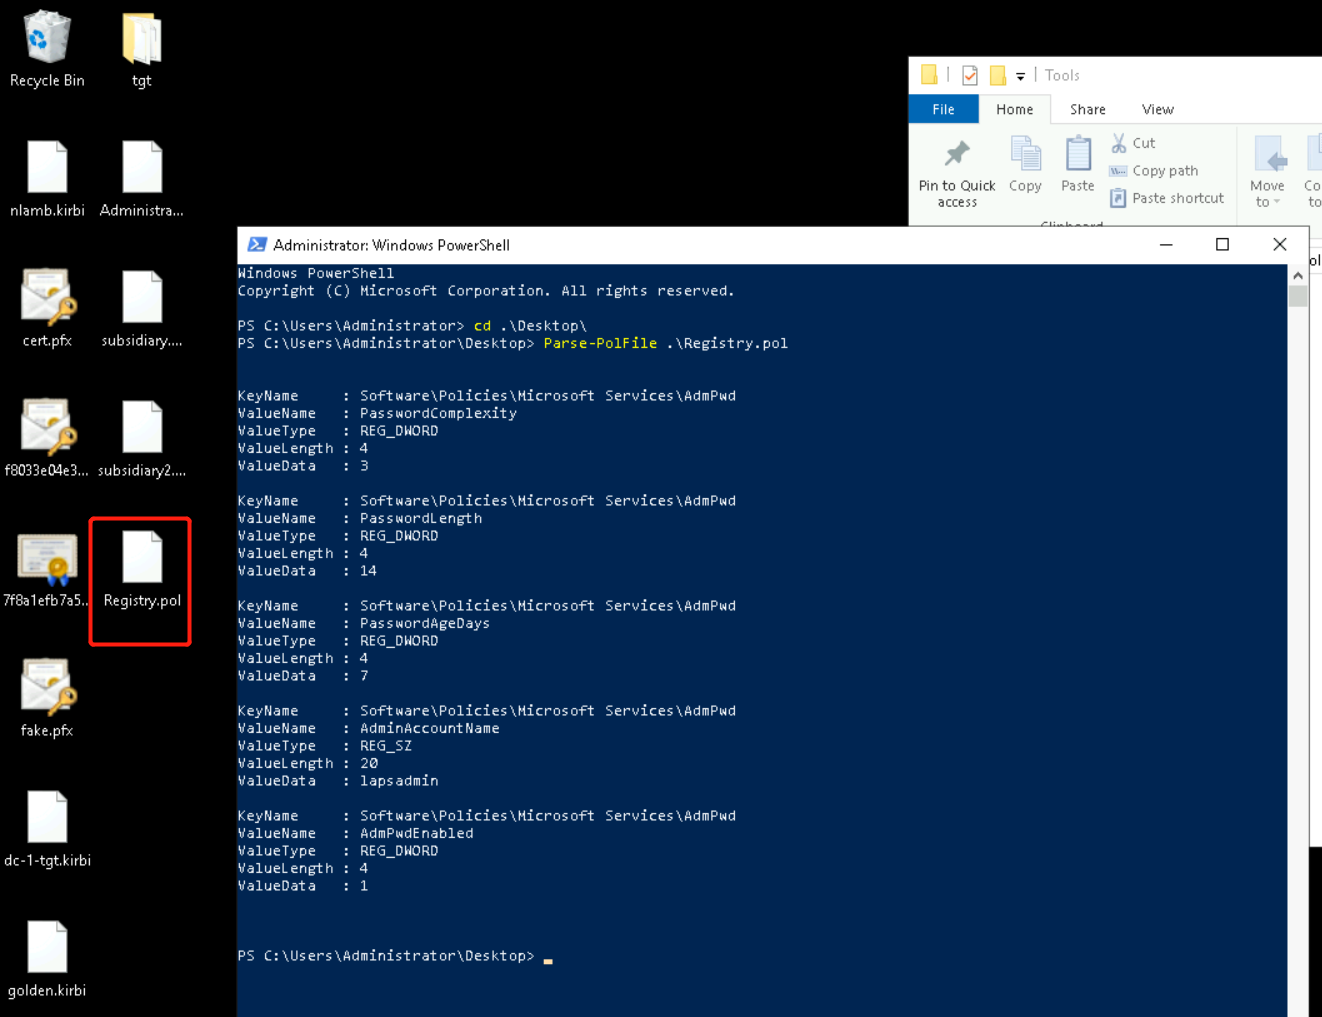 Recycle Bin
tgt
nlamb.kirbi
Administra...
cert.pfx
subsidiary....
f8033e04e3...
subsidiary2....
7f8a1efb7a5...
Registry.pol
fake.pfx
dc-1-tgt.kirbi
golden.kirbi
Tools
File
Home
Share
View
Pin to Quick
access
Copy
Paste
Cut
Copy path
Paste shortcut
Move
to
Co
to
Clipboard
ol
Administrator: Windows PowerShell
Windows PowerShell
Copyright (C) Microsoft Corporation. All rights reserved.
PS C:\Users\Administrator> cd .\Desktop\
PS C:\Users\Administrator\Desktop> Parse-PolFile .\Registry.pol
KeyName     : Software\Policies\Microsoft Services\AdmPwd
ValueName   : PasswordComplexity
ValueType   : REG_DWORD
ValueLength : 4
ValueData   : 3
KeyName     : Software\Policies\Microsoft Services\AdmPwd
ValueName   : PasswordLength
ValueType   : REG_DWORD
ValueLength : 4
ValueData   : 14
KeyName     : Software\Policies\Microsoft Services\AdmPwd
ValueName   : PasswordAgeDays
ValueType   : REG_DWORD
ValueLength : 4
ValueData   : 7
KeyName     : Software\Policies\Microsoft Services\AdmPwd
ValueName   : AdminAccountName
ValueType   : REG_SZ
ValueLength : 20
ValueData   : lapsadmin
KeyName     : Software\Policies\Microsoft Services\AdmPwd
ValueName   : AdmPwdEnabled
ValueType   : REG_DWORD
ValueLength : 4
ValueData   : 1
PS C:\Users\Administrator\Desktop>